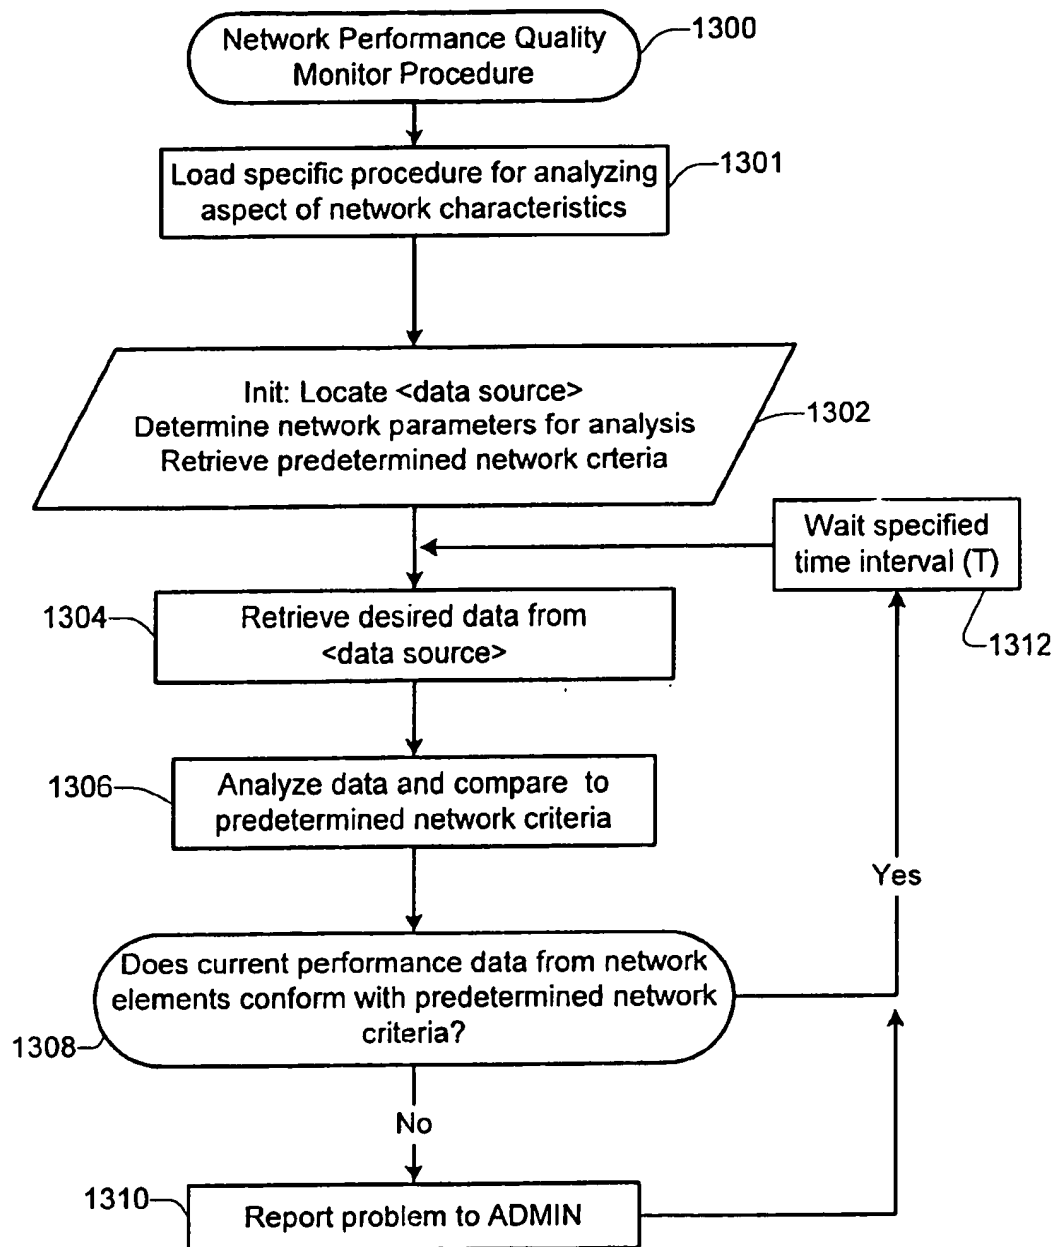 Network Performance Quality
Monitor Procedure
1300
Load specific procedure for analyzing
aspect of network characteristics
1301
Init: Locate <data source>
Determine network parameters for analysis
Retrieve predetermined network crteria
1302
Wait specified
time interval (T)
1312
1304
Retrieve desired data from
<data source>
1306
Analyze data and compare to
predetermined network criteria
Yes
Does current performance data from network
elements conform with predetermined network
criteria?
1308
No
1310
Report problem to ADMIN